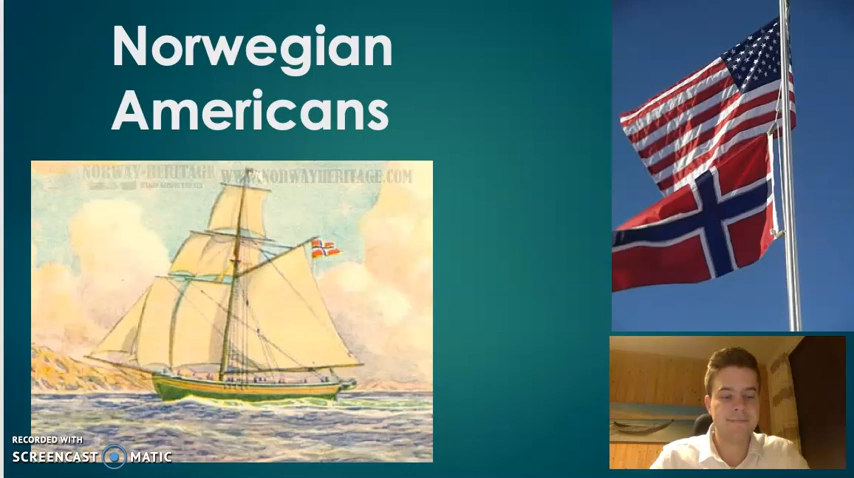 Norwegian
Americans
NORWAY-HERITAGE WWW.NORWAYHERITAGE.COM
RECORDED WITH
SCREENCAST MATIC